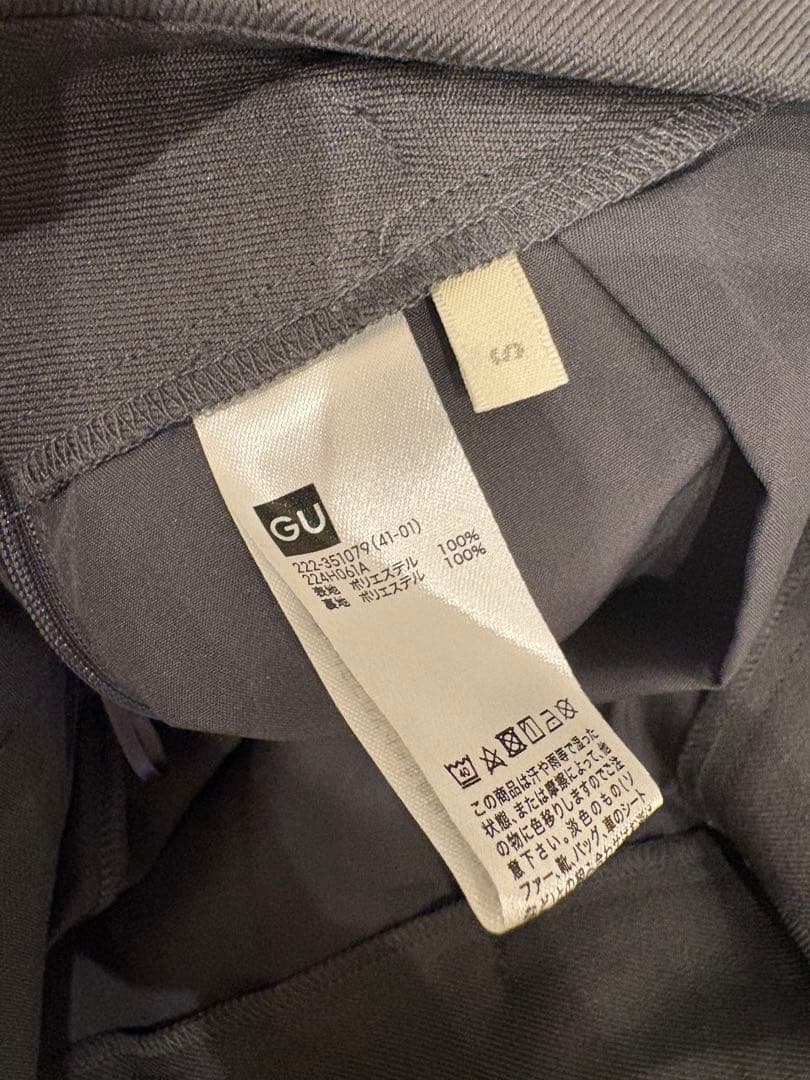 S
GU
222-351079(41-01)
224H061A
表地 ポリエステル 100%
裏地 ポリエステル 100%
40
この商品は汗や雨等で湿った
状態、または摩擦によって、他
の物に色移りしますのでご注
意下さい。淡色のもの(ソ
ファー、靴、バッグ、車のシート